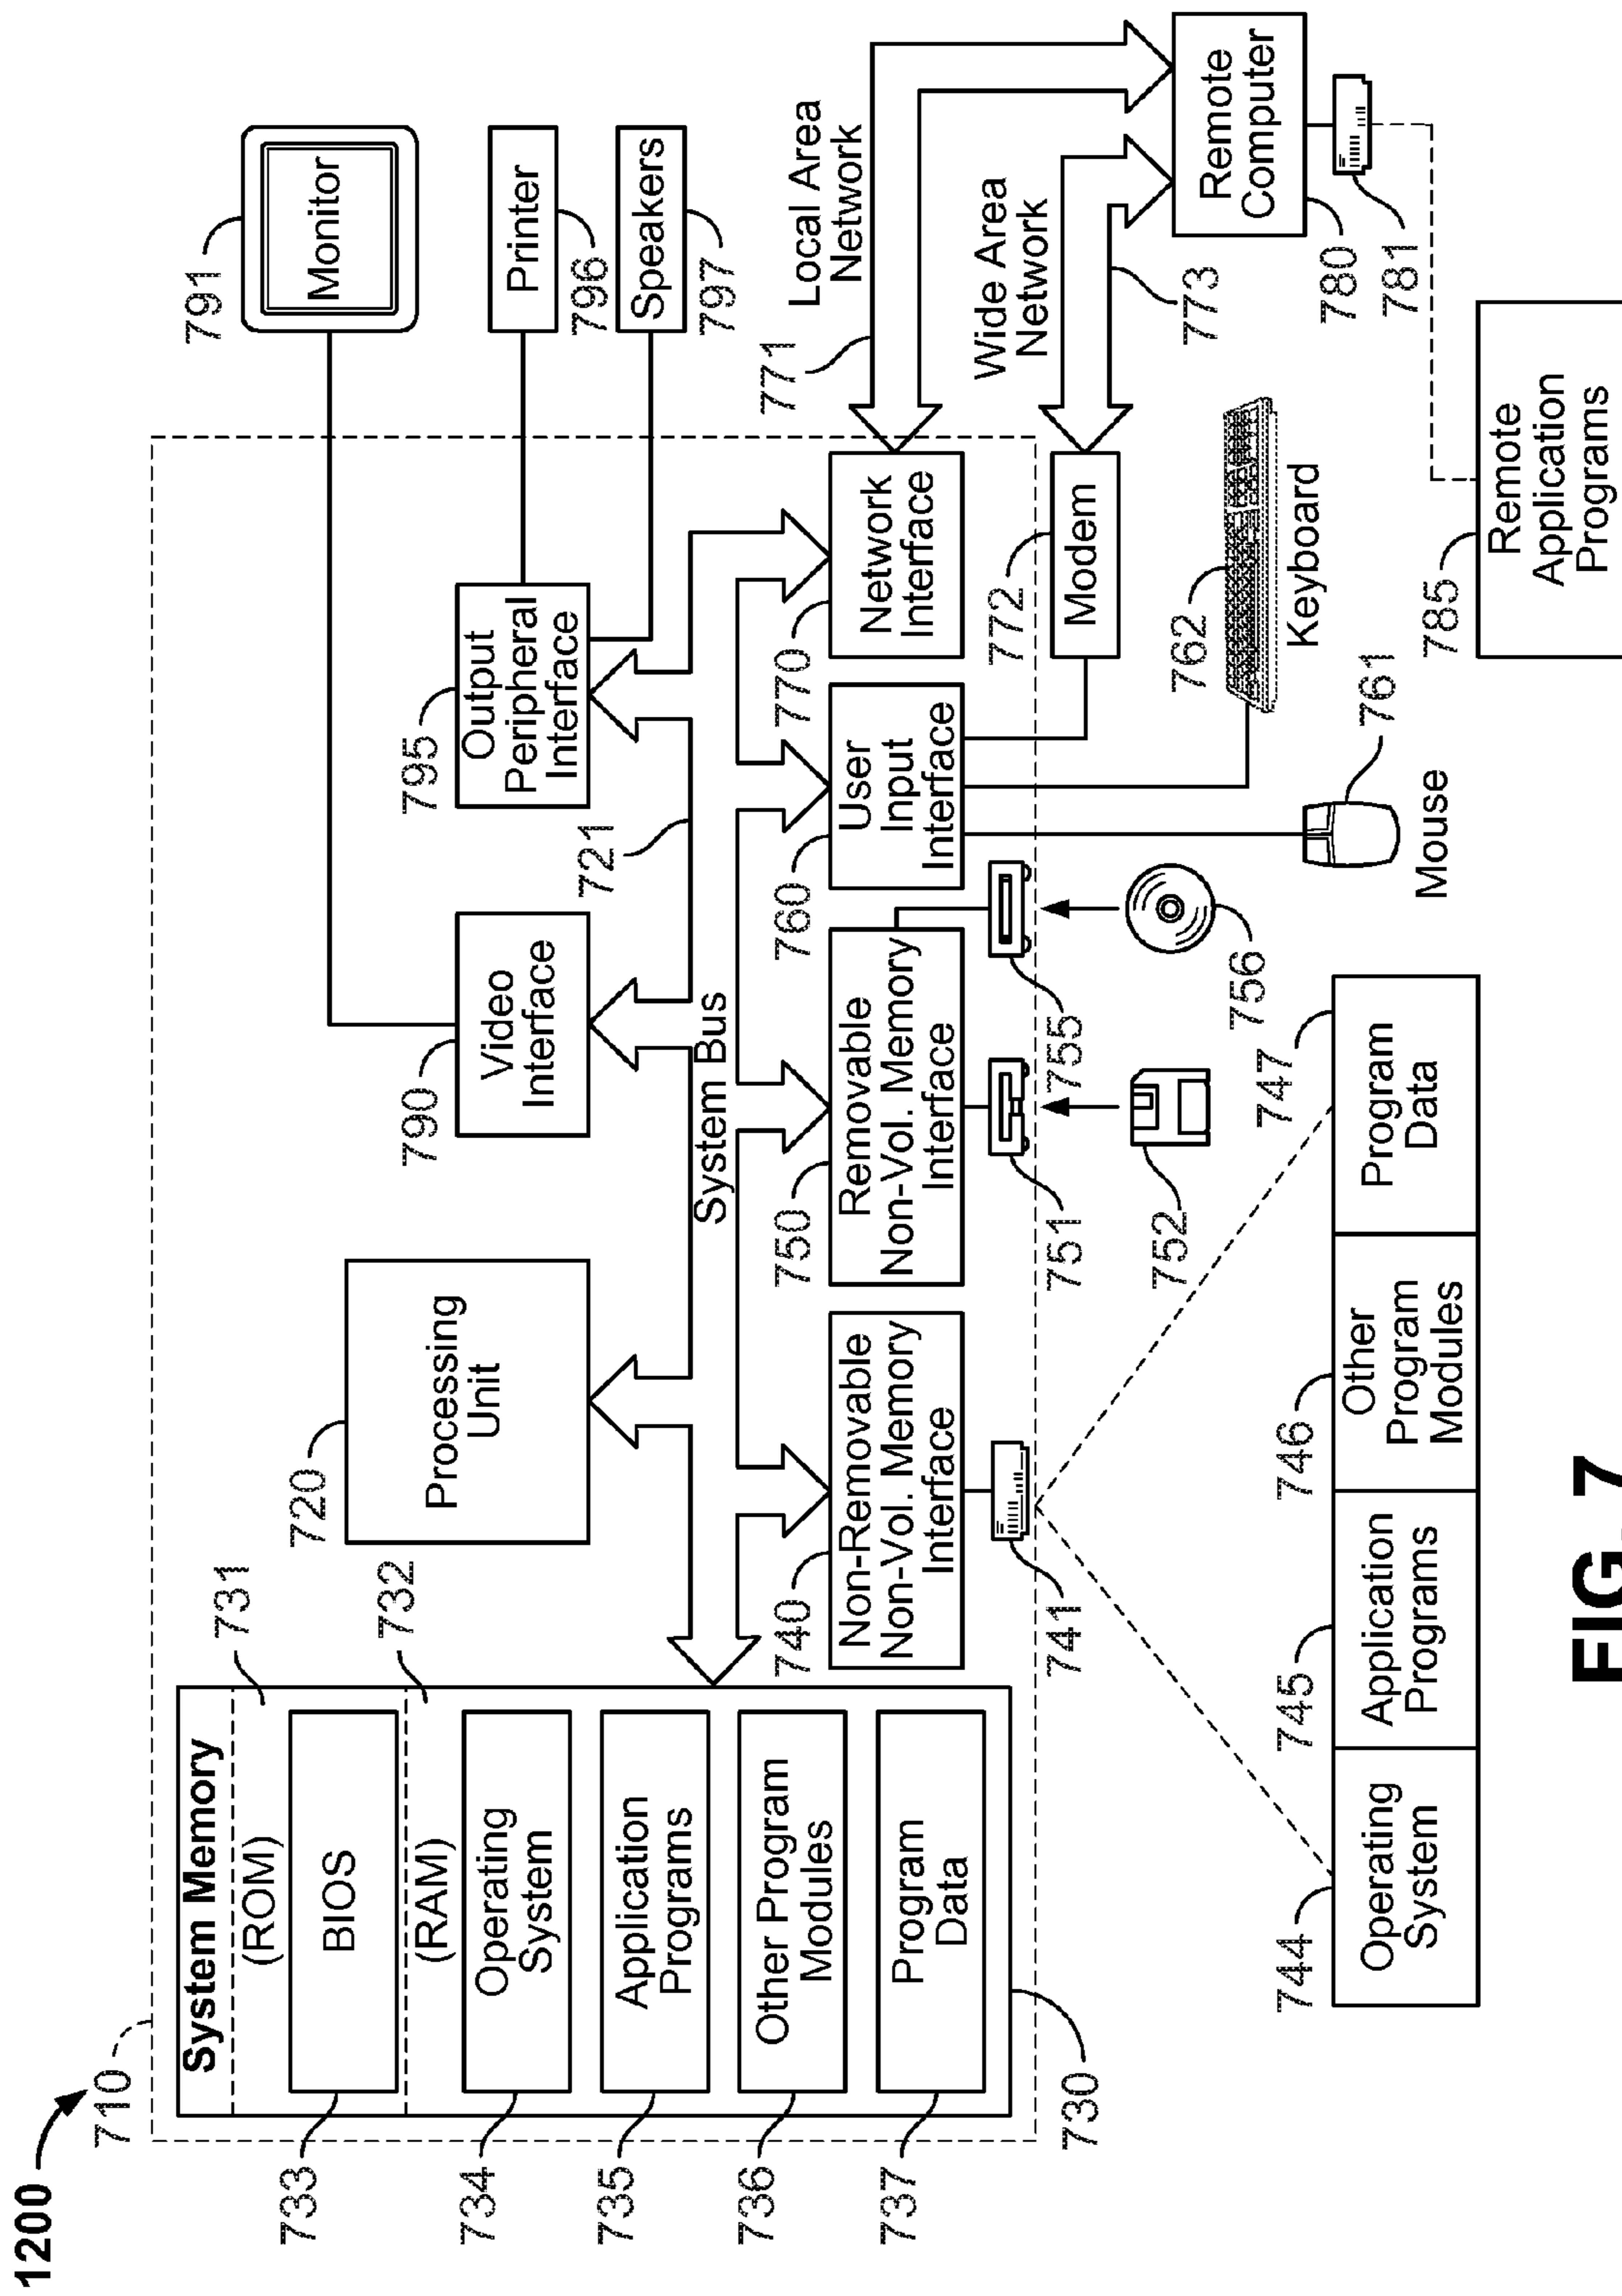 1200
710
System Memory
(ROM)
731
BIOS
733
(RAM)
732
Operating
System
734
Application
Programs
735
Other Program
Modules
736
Program
Data
737
730
720
Processing
Unit
790
Video
Interface
795
Output
Peripheral
Interface
791
Monitor
Printer
796
Speakers
797
721
System Bus
740
Non-Removable
Non-Vol. Memory
Interface
750
Removable
Non-Vol. Memory
Interface
760
User
Input
Interface
770
Network
Interface
771
Local Area
Network
741
751
755
772
Modem
Wide Area
Network
773
752
756
762
Keyboard
761
Mouse
Remote
Computer
780
781
744
Operating
System
745
Application
Programs
746
Other
Program
Modules
747
Program
Data
785
Remote
Application
Programs
FIG. 7